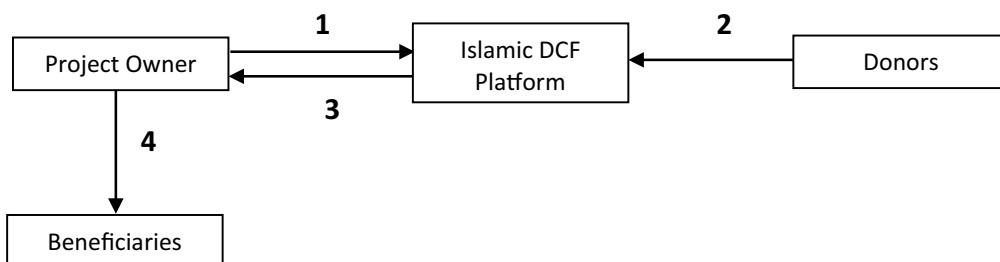 1
2
Project Owner
Islamic DCF
Platform
Donors
3
4
Beneficiaries